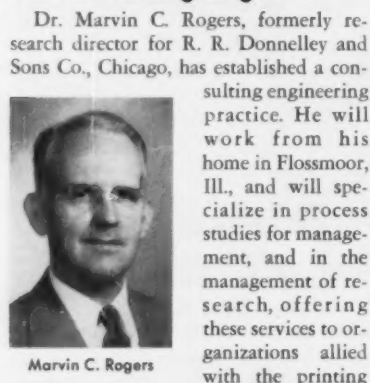 Dr. Marvin C. Rogers, formerly re-
search director for R. R. Donnelley and
Sons Co., Chicago, has established a con-
sulting engineering
practice. He will
work from his
home in Flossmoor,
Ill., and will spe-
cialize in process
studies for manage-
ment, and in the
management of re-
search, offering
these services to or-
ganizations allied
with the printing
Marvin C. Rogers